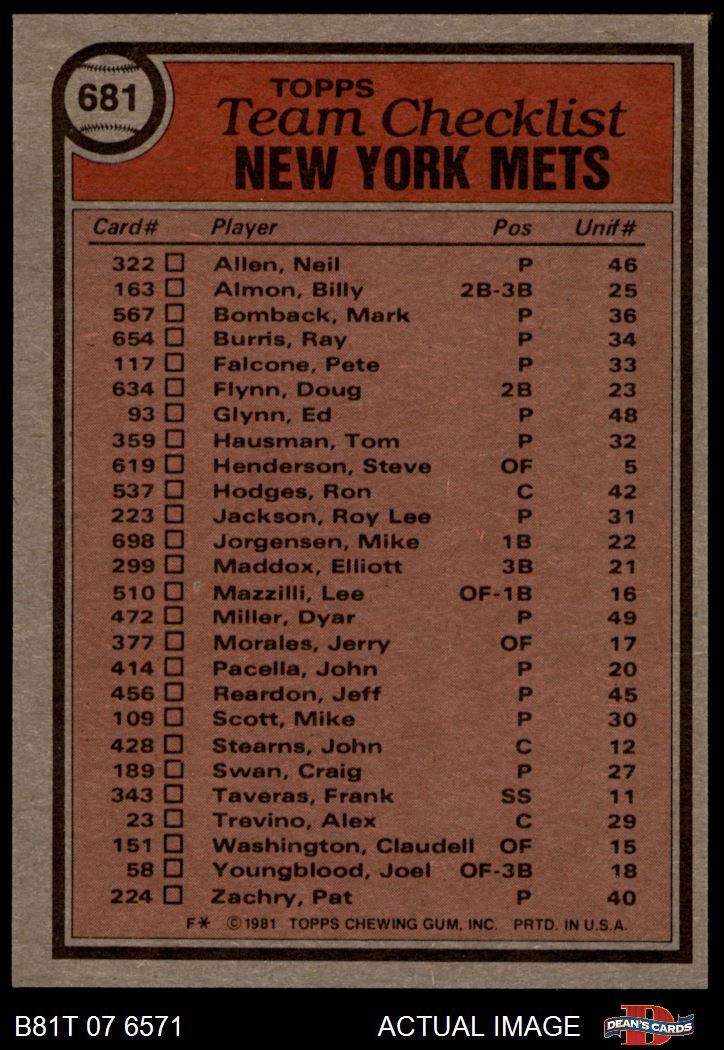 681
TOPPS
Team Checklist
NEW YORK METS
Card# Player Pos Unif#
322 Allen, Neil P 46
163 Almon, Billy 2B-3B 25
567 Bomback, Mark P 36
654 Burris, Ray P 34
117 Falcone, Pete P 33
634 Flynn, Doug 2B 23
93 Glynn, Ed P 48
359 Hausman, Tom P 32
619 Henderson, Steve OF 5
537 Hodges, Ron C 42
223 Jackson, Roy Lee P 31
698 Jorgensen, Mike 1B 22
299 Maddox, Elliott 3B 21
510 Mazzilli, Lee OF-1B 16
472 Miller, Dyar P 49
377 Morales, Jerry OF 17
414 Pacella, John P 20
456 Reardon, Jeff P 45
109 Scott, Mike P 30
428 Stearns, John C 12
189 Swan, Craig P 27
343 Taveras, Frank SS 11
23 Trevino, Alex C 29
151 Washington, Claudell OF 15
58 Youngblood, Joel OF-3B 18
224 Zachry, Pat P 40
F* ©1981 TOPPS CHEWING GUM, INC. PRTD. IN U.S.A.
B81T 07 6571 ACTUAL IMAGE DEAN'S CARDS